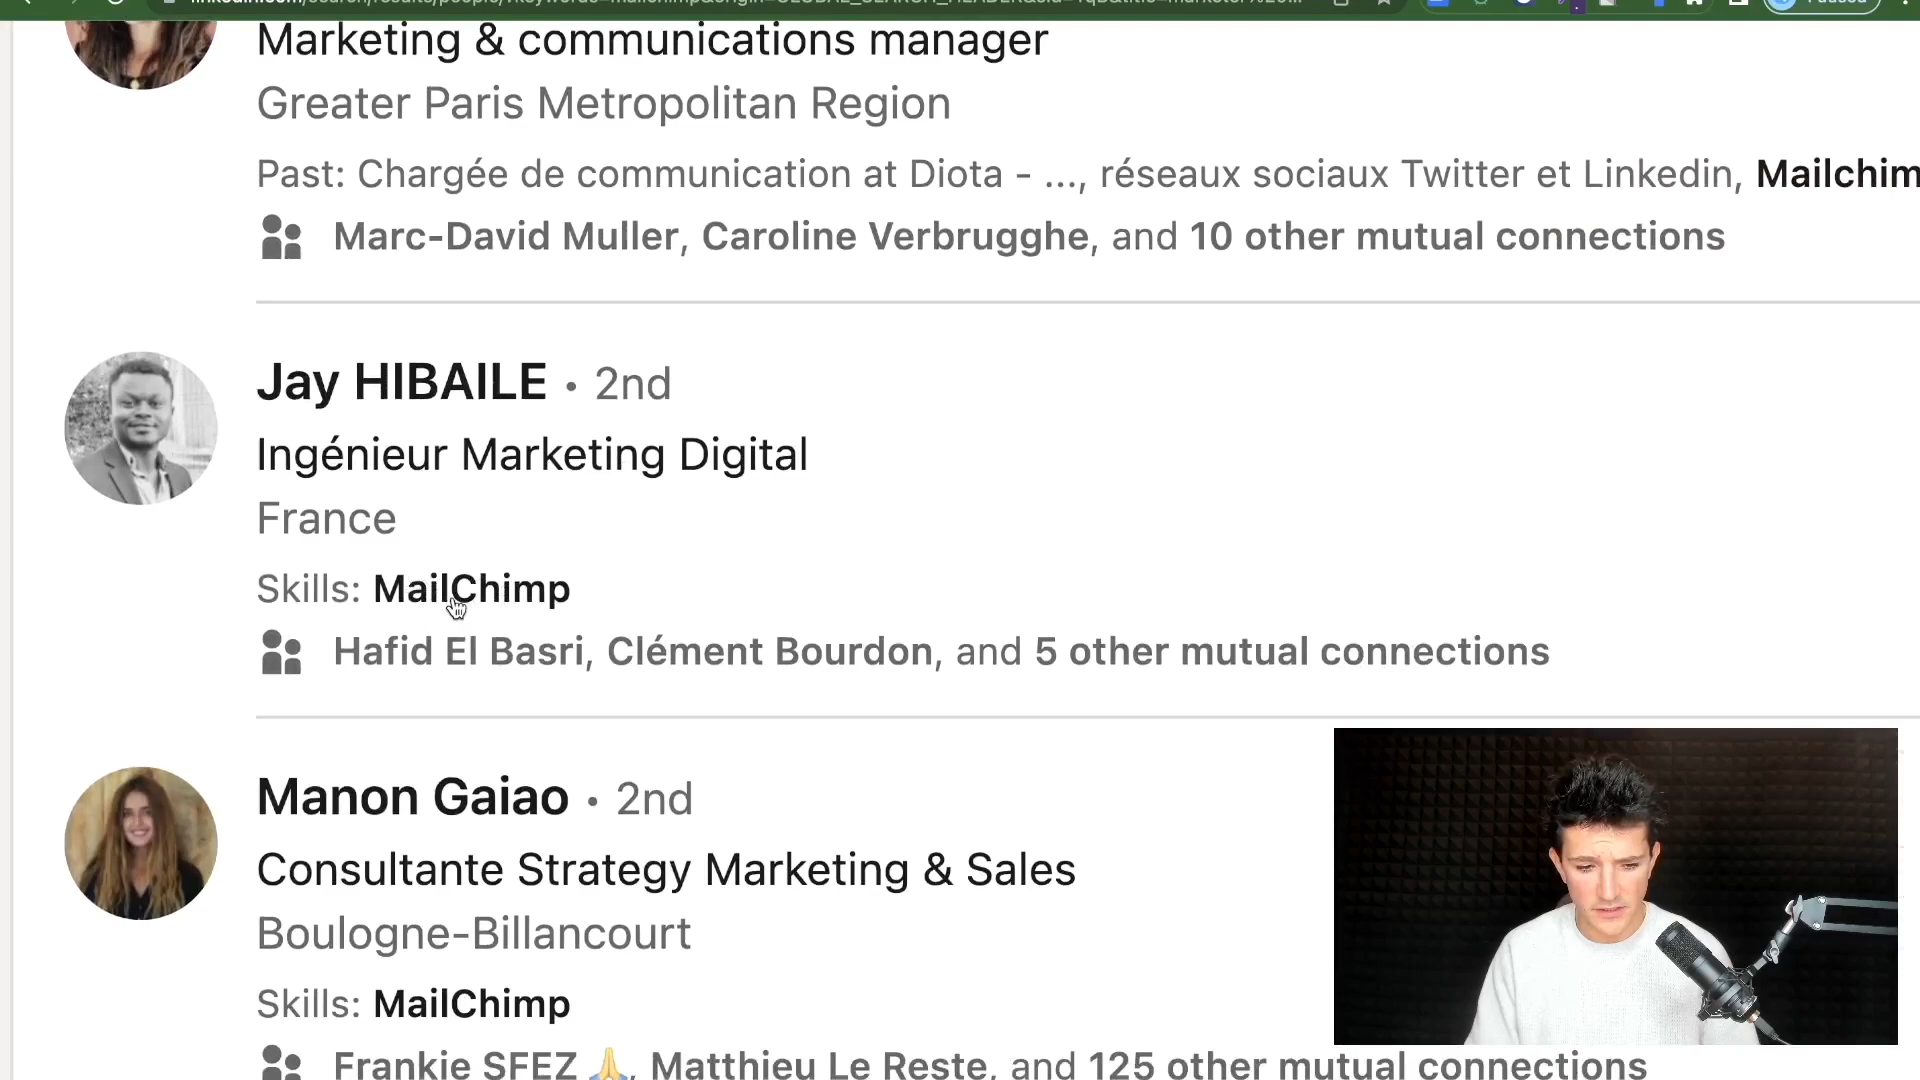 Marketing & communications manager
Greater Paris Metropolitan Region
Past: Chargée de communication at Diota - ..., réseaux sociaux Twitter et Linkedin, Mailchim
Marc-David Muller, Caroline Verbrugghe, and 10 other mutual connections
Jay HIBAILE • 2nd
Ingénieur Marketing Digital
France
Skills: MailChimp
Hafid El Basri, Clément Bourdon, and 5 other mutual connections
Manon Gaiao • 2nd
Consultante Strategy Marketing & Sales
Boulogne-Billancourt
Skills: MailChimp
Frankie SFEZ 🙏, Matthieu Le Reste, and 125 other mutual connections